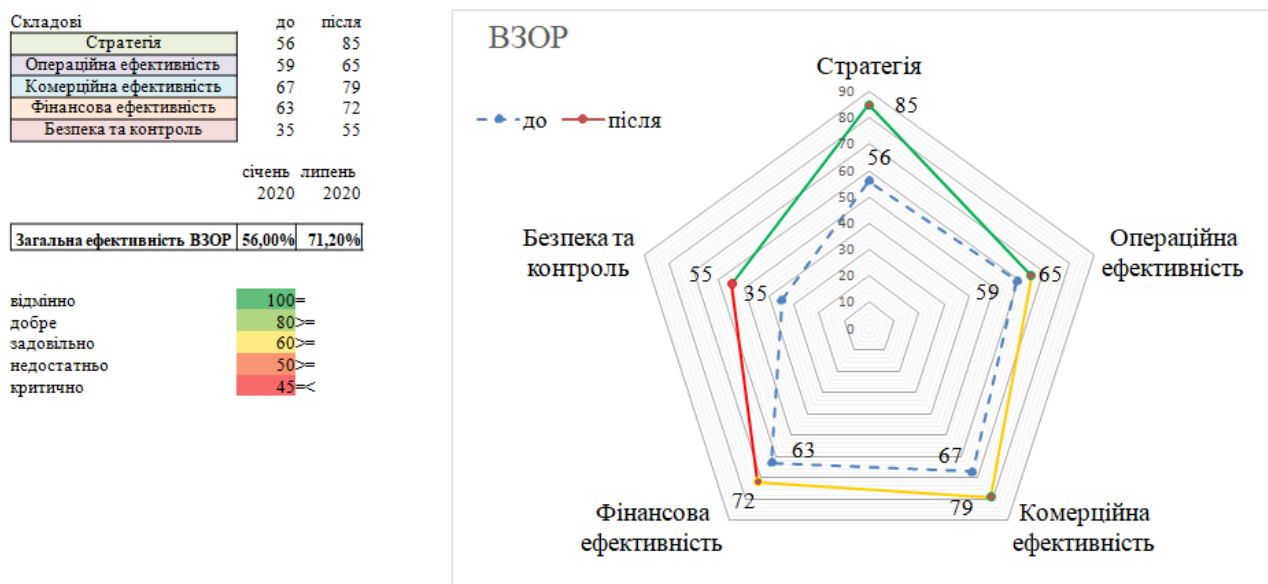 Складові до після
Стратегія 56 85
Операційна ефективність 59 65
Комерційна ефективність 67 79
Фінансова ефективність 63 72
Безпека та контроль 35 55
січень липень
2020 2020
Загальна ефективність ВЗОР 56,00% 71,20%
відмінно 100=
добре 80>=
задовільно 60>=
недостатньо 50>=
критично 45=<
ВЗОР
до після
Стратегія
90
80
70
60
50
40
30
20
10
0
85
56
Операційна
ефективність
65
59
Комерційна
ефективність
67
79
Фінансова
ефективність
63
72
Безпека та
контроль
55
35